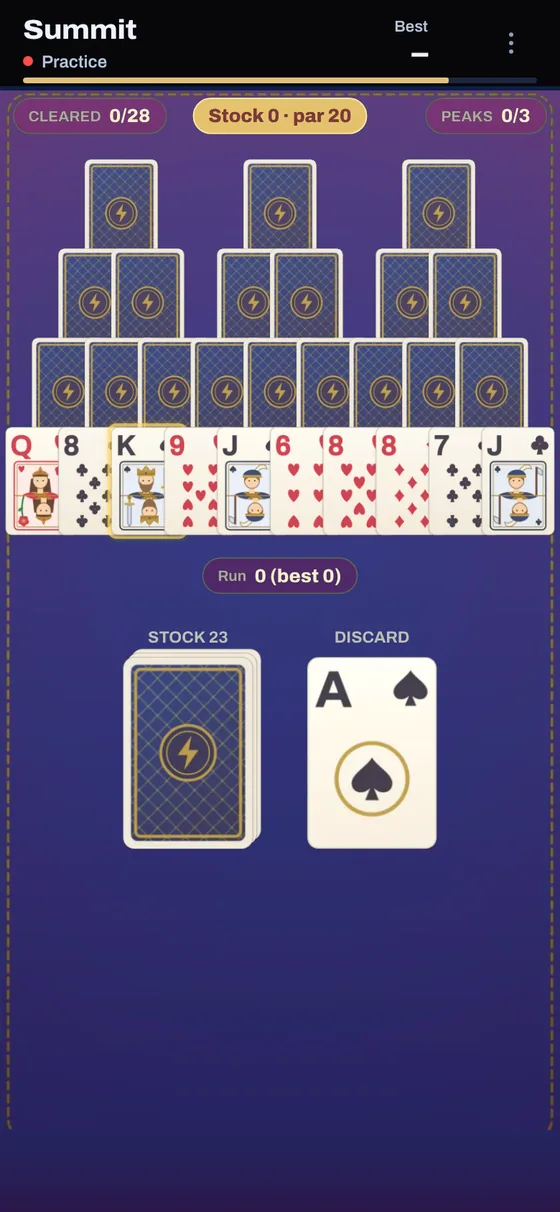 Summit
Best
Practice
–
CLEARED 0/28
Stock 0 · par 20
PEAKS 0/3
Q 8 K 9 J 6 8 8 7 J
Run 0 (best 0)
STOCK 23
DISCARD
A